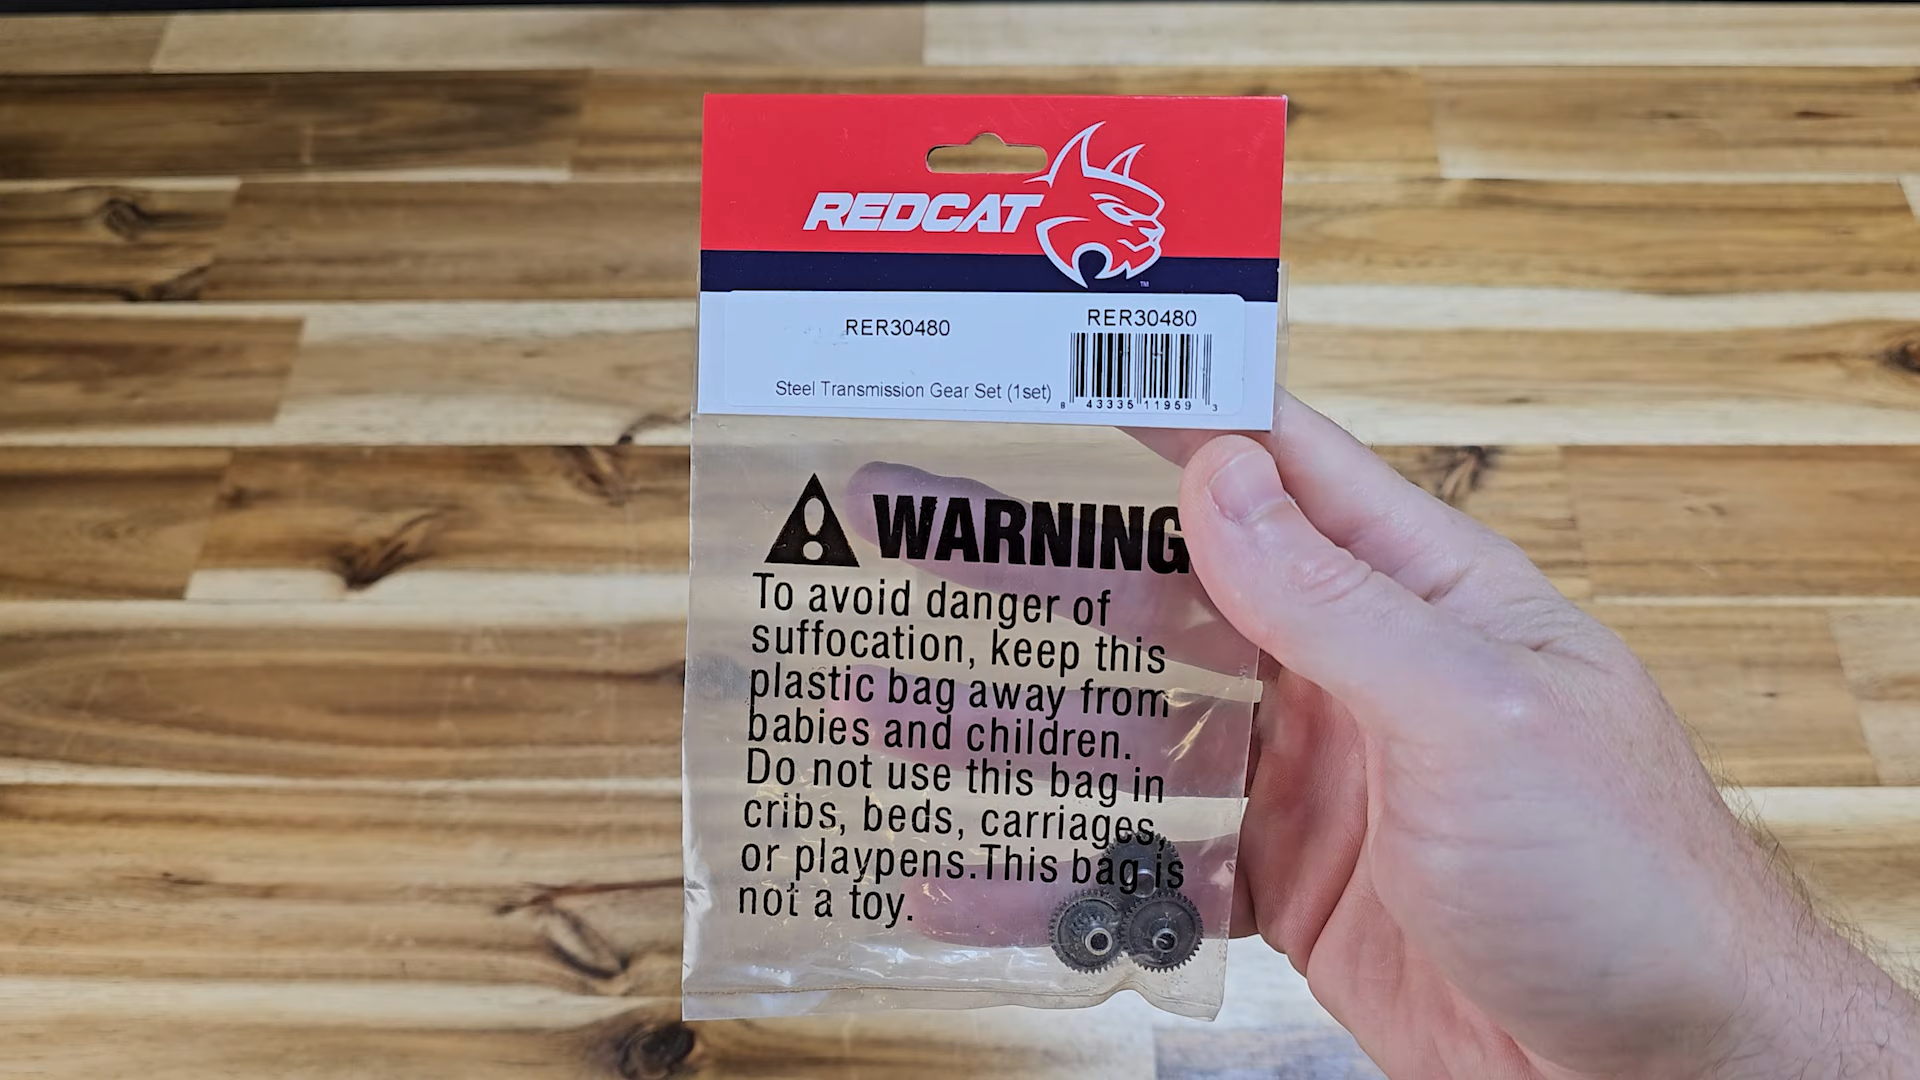 REDCAT
TM
RER30480
RER30480
Steel Transmission Gear Set (1set)
8 43335 11959 3
WARNING
To avoid danger of
suffocation, keep this
plastic bag away from
babies and children.
Do not use this bag in
cribs, beds, carriages,
or playpens.This bag is
not a toy.